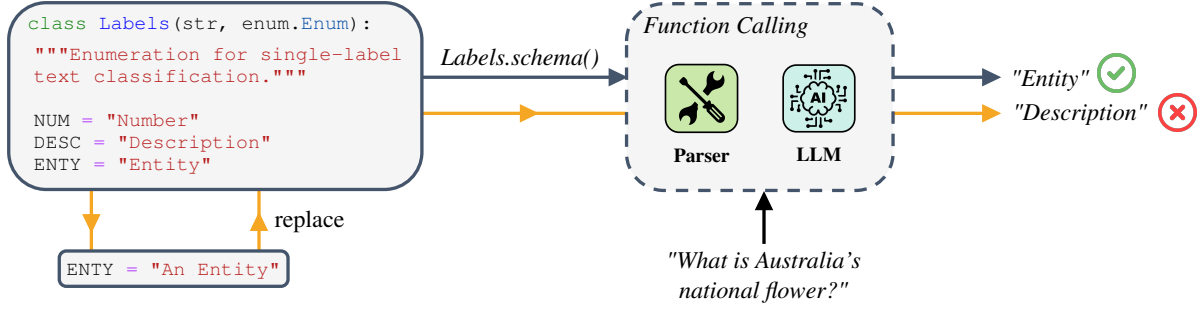 class Labels(str, enum.Enum):
"""Enumeration for single-label
text classification."""
NUM = "Number"
DESC = "Description"
ENTY = "Entity"
replace
ENTY = "An Entity"
Labels.schema()
Function Calling
AI
Parser
LLM
"What is Australia's
national flower?"
"Entity"
"Description"